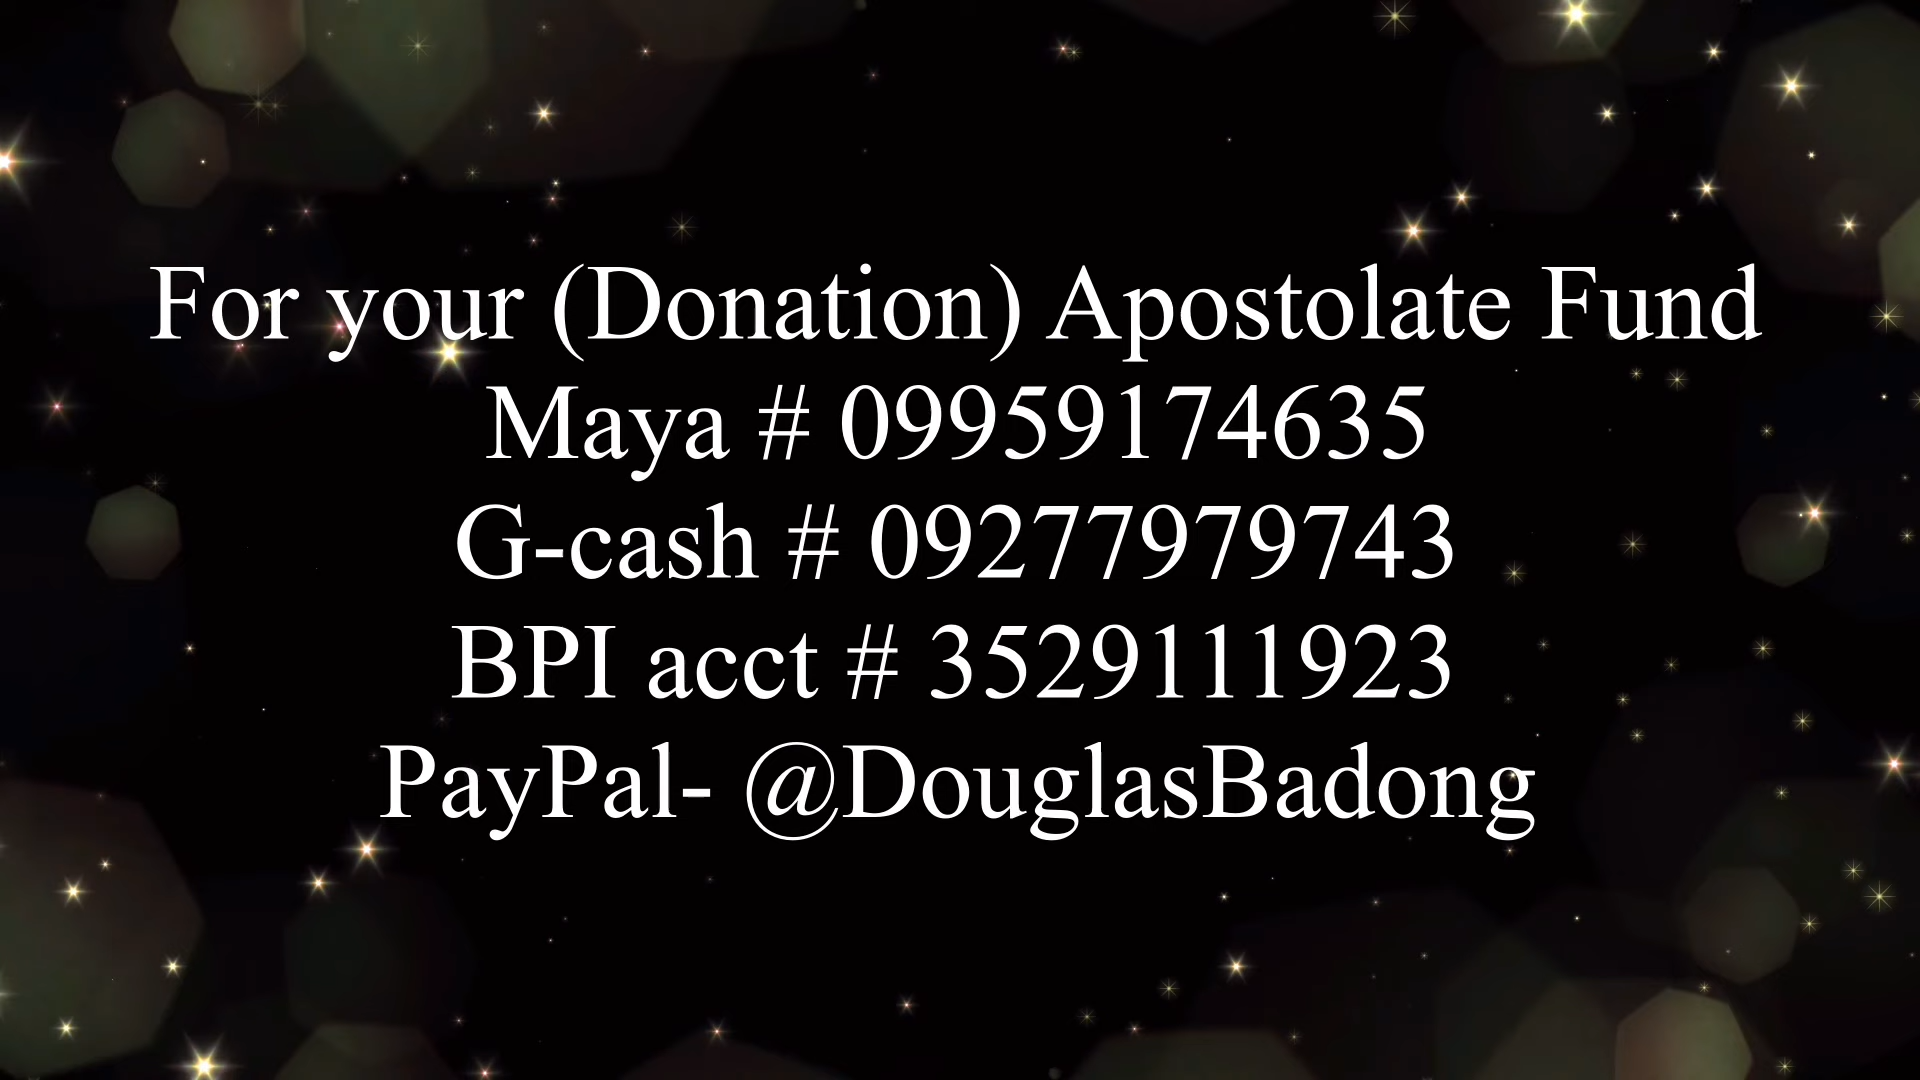 For your (Donation) Apostolate Fund
Maya # 09959174635
G-cash # 09277979743
BPI acct # 3529111923
PayPal- @DouglasBadong